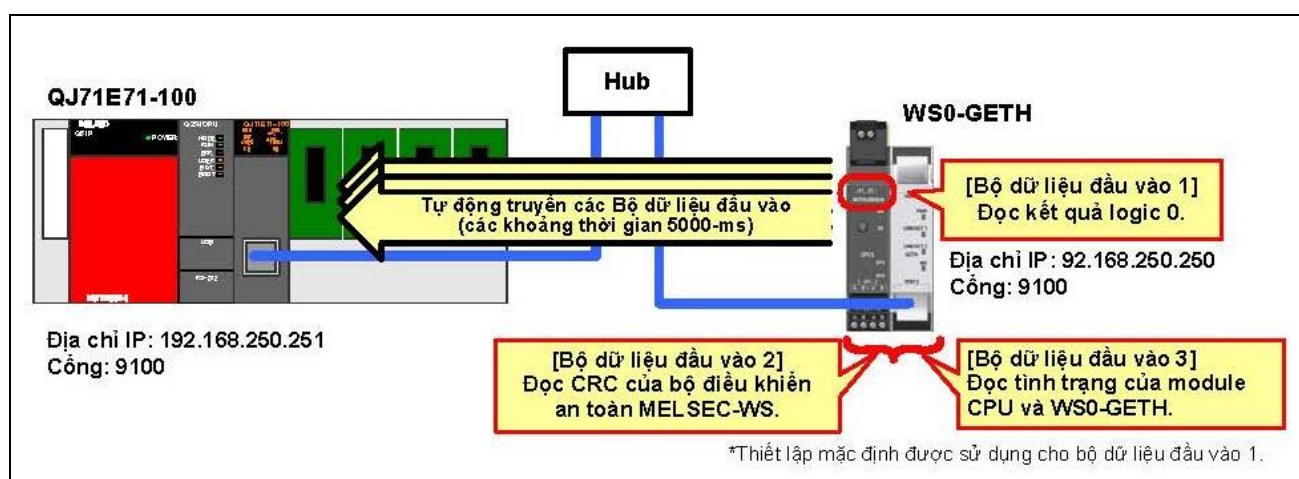 Hub
QJ71E71-100
WS0-GETH
POWER
[Bộ dữ liệu đầu vào 1]
Đọc kết quả logic 0.
Tự động truyền các Bộ dữ liệu đầu vào
(các khoảng thời gian 5000-ms)
Địa chỉ IP: 92.168.250.250
Cổng: 9100
Địa chỉ IP: 192.168.250.251
Cổng: 9100
[Bộ dữ liệu đầu vào 2]
Đọc CRC của bộ điều khiển
an toàn MELSEC-WS.
[Bộ dữ liệu đầu vào 3]
Đọc tình trạng của module
CPU và WS0-GETH.
*Thiết lập mặc định được sử dụng cho bộ dữ liệu đầu vào 1.